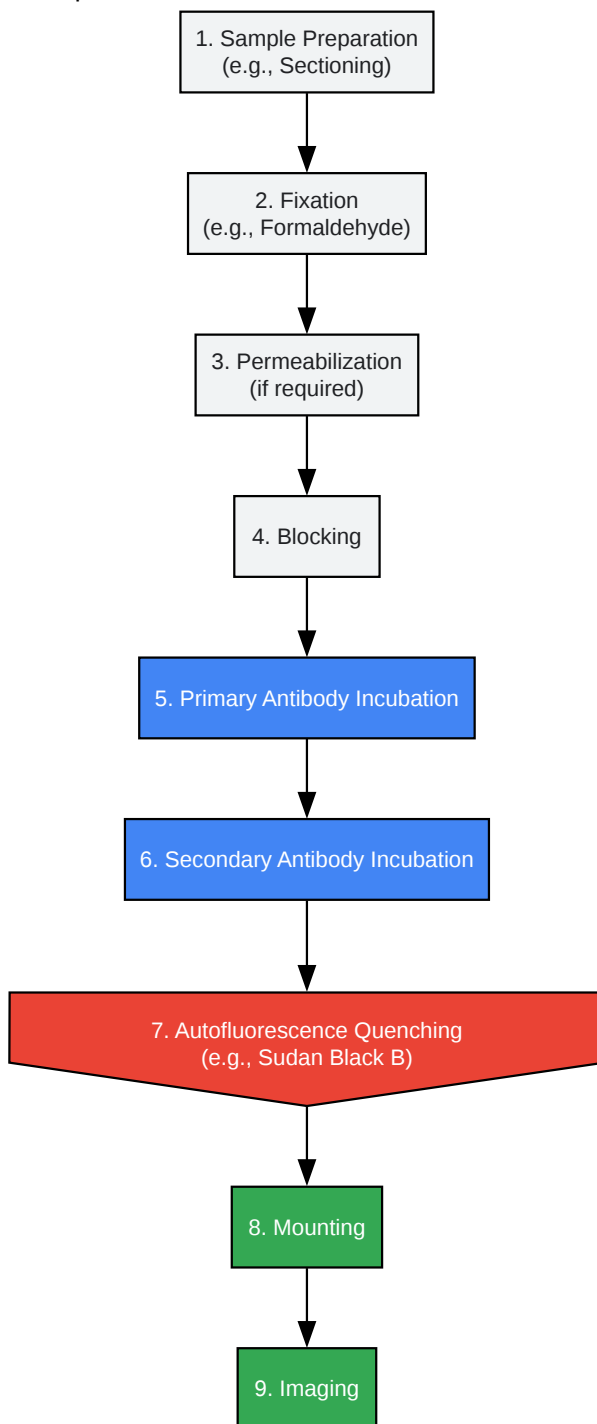 1. Sample Preparation
(e.g., Sectioning)
2. Fixation
(e.g., Formaldehyde)
3. Permeabilization
(if required)
4. Blocking
5. Primary Antibody Incubation
6. Secondary Antibody Incubation
7. Autofluorescence Quenching
(e.g., Sudan Black B)
8. Mounting
9. Imaging